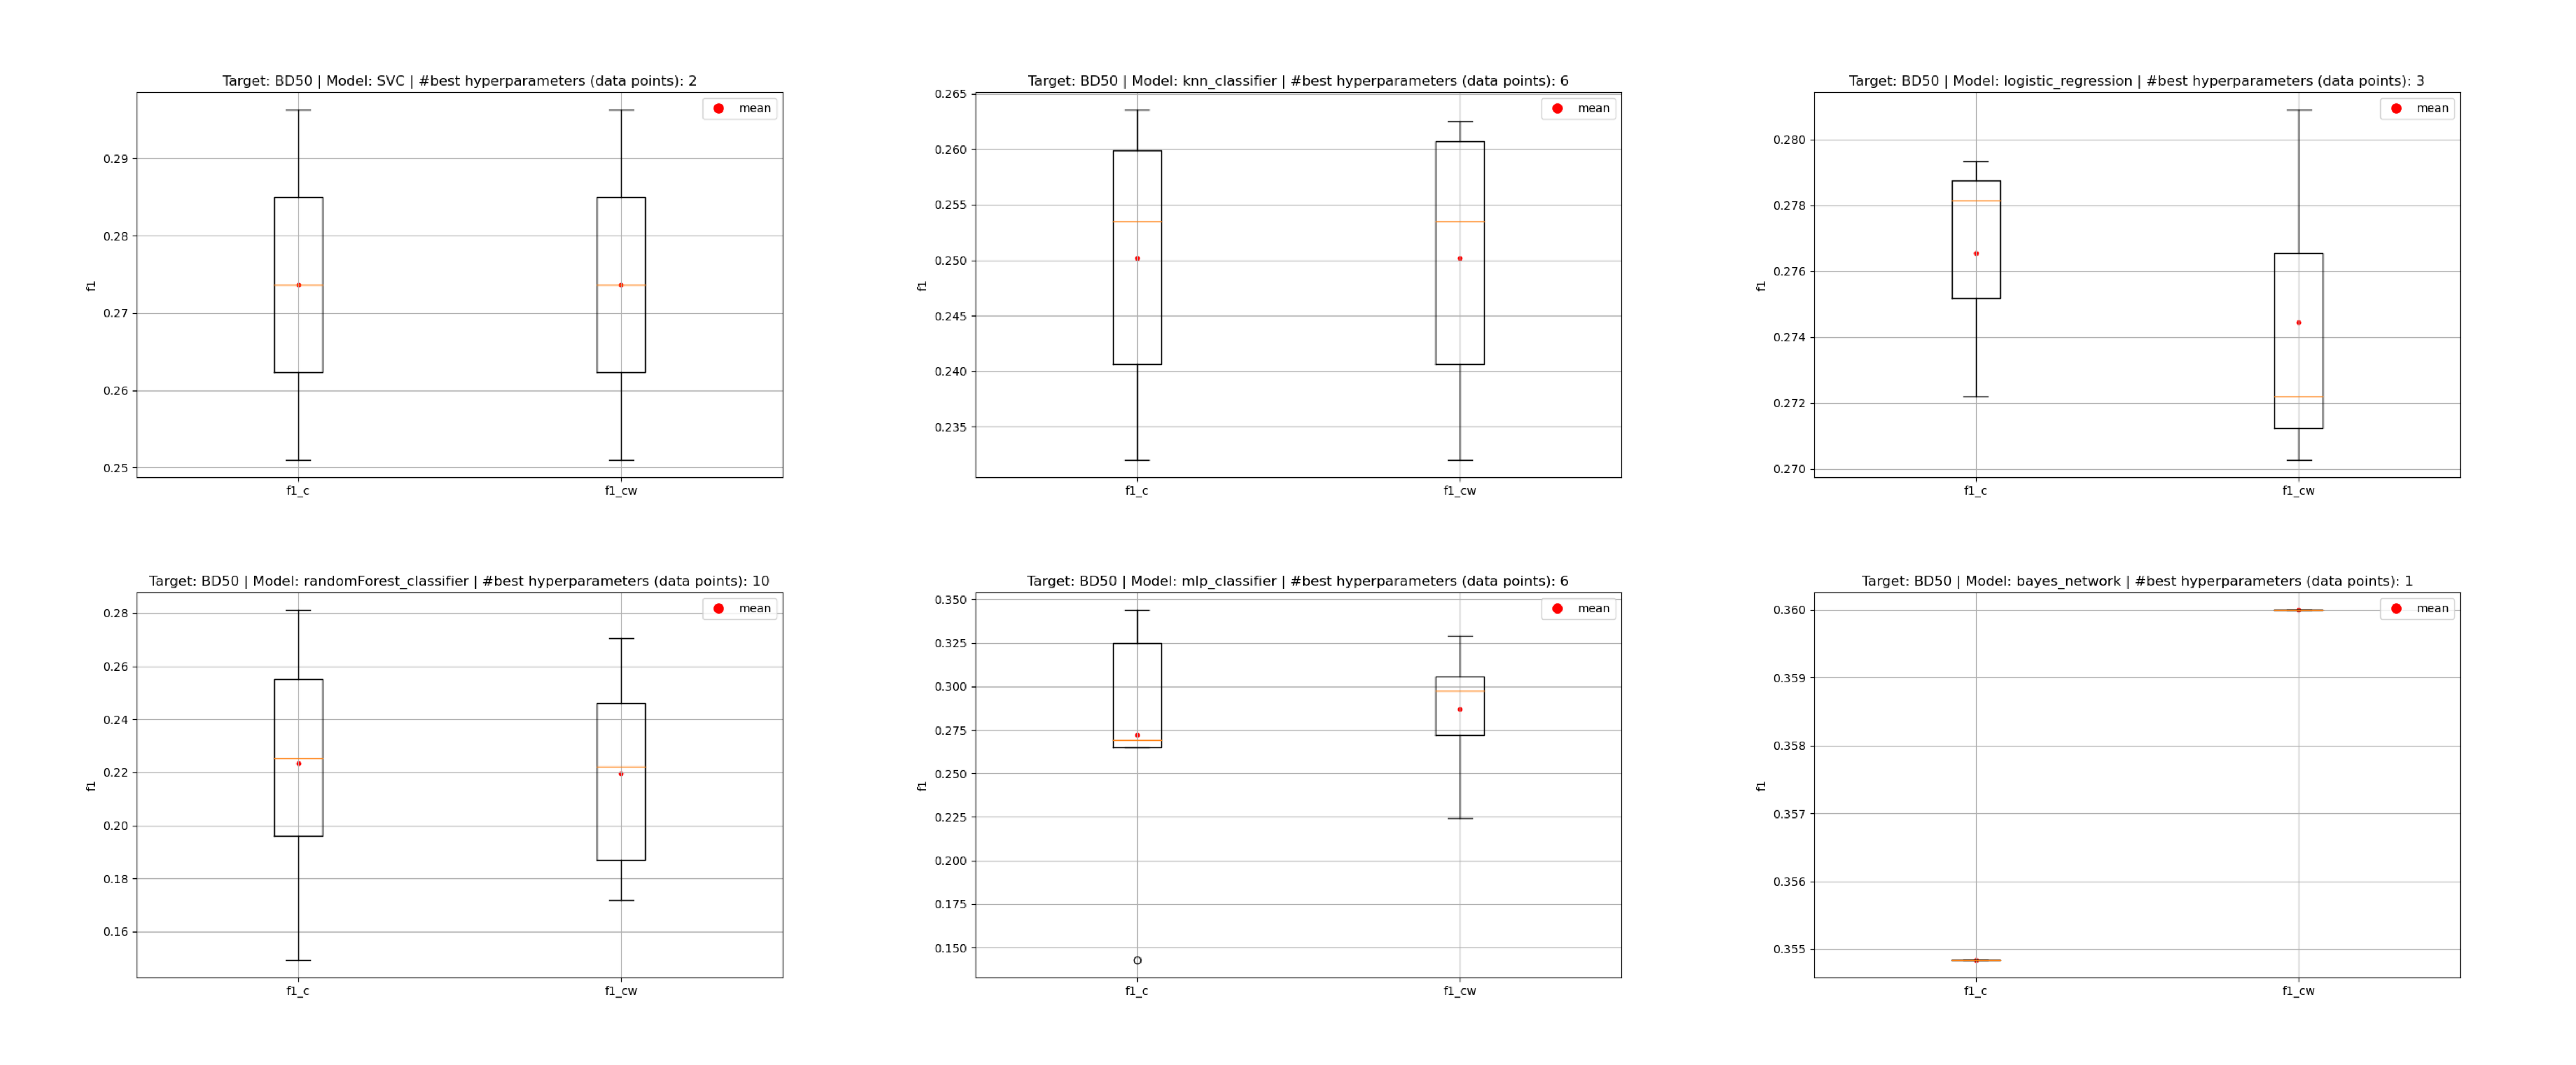 Target: BD50 | Model: SVC | #best hyperparameters (data points): 2
mean
0.29
0.28
0.27
0.26
0.25
f1
f1_c
f1_cw
Target: BD50 | Model: knn_classifier | #best hyperparameters (data points): 6
mean
0.265
0.260
0.255
0.250
0.245
0.240
0.235
f1
f1_c
f1_cw
Target: BD50 | Model: logistic_regression | #best hyperparameters (data points): 3
mean
0.280
0.278
0.276
0.274
0.272
0.270
f1
f1_c
f1_cw
Target: BD50 | Model: randomForest_classifier | #best hyperparameters (data points): 10
mean
0.28
0.26
0.24
0.22
0.20
0.18
0.16
f1
f1_c
f1_cw
Target: BD50 | Model: mlp_classifier | #best hyperparameters (data points): 6
mean
0.350
0.325
0.300
0.275
0.250
0.225
0.200
0.175
0.150
f1
f1_c
f1_cw
Target: BD50 | Model: bayes_network | #best hyperparameters (data points): 1
mean
0.360
0.359
0.358
0.357
0.356
0.355
f1
f1_c
f1_cw